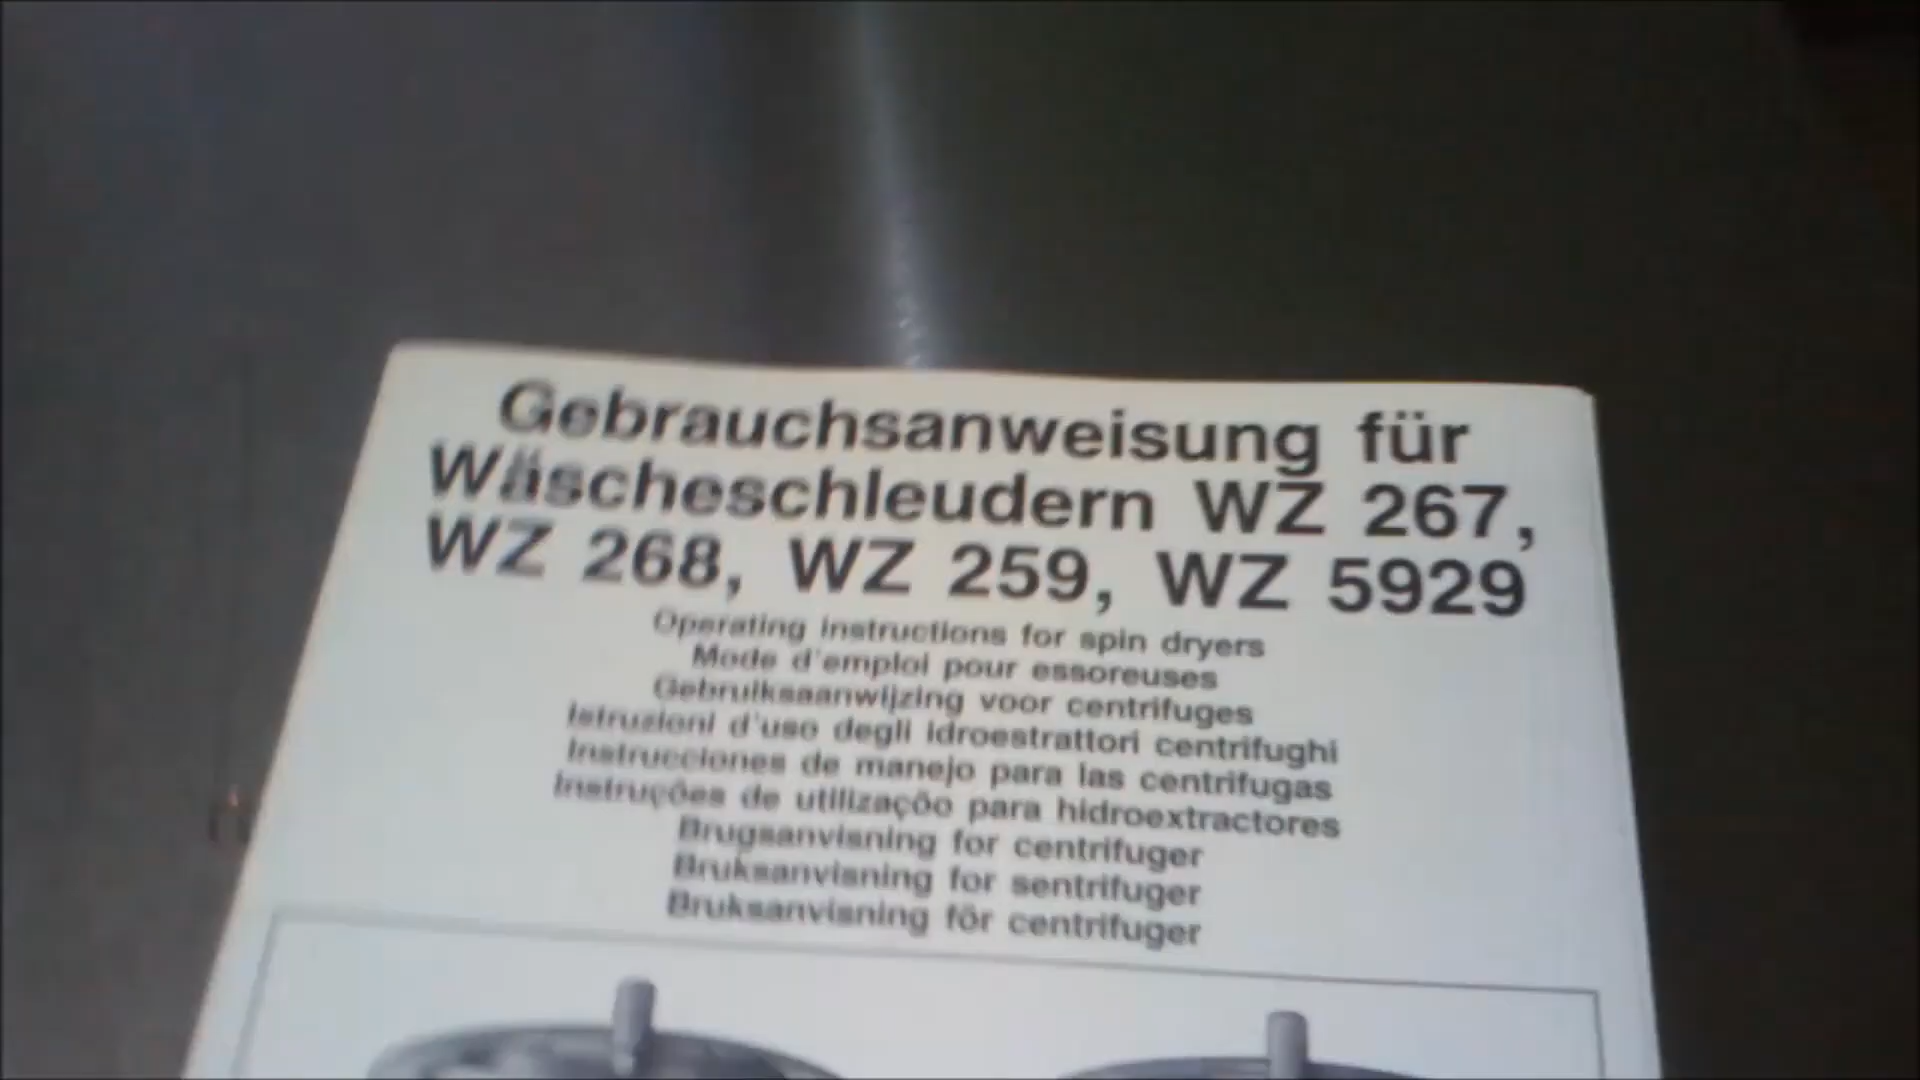 Gebrauchsanweisung für
Wäscheschleudern WZ 267,
WZ 268, WZ 259, WZ 5929
Operating instructions for spin dryers
Mode d'emploi pour essoreuses
Gebruiksaanwijzing voor centrifuges
Istruzioni d'uso degli idroestrattori centrifughi
Instrucciones de manejo para las centrifugas
Instruções de utilização para hidroextractores
Brugsanvisning for centrifuger
Bruksanvisning for sentrifuger
Bruksanvisning för centrifuger